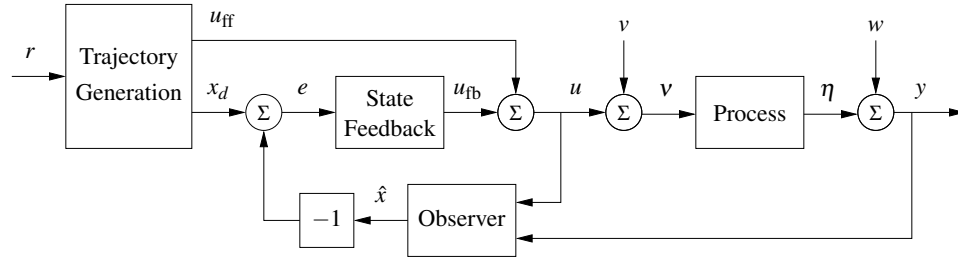 r
Trajectory
Generation
u_ff
x_d
Σ
e
State
Feedback
u_fb
Σ
u
v
Σ
ν
Process
η
w
Σ
y
−1
x̂
Observer